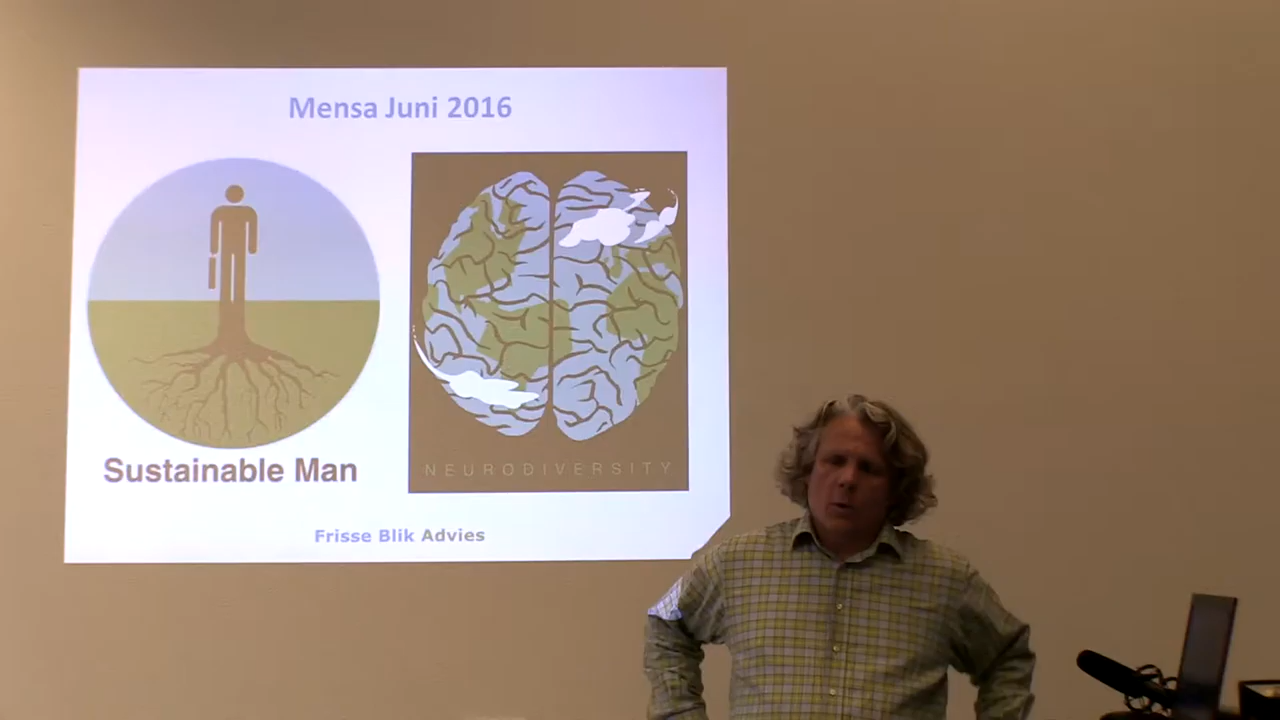 Mensa Juni 2016
NEURODIVERSITY
Sustainable Man
Frisse Blik Advies